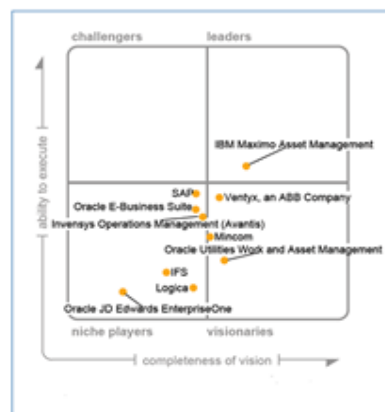 challengers
leaders
IBM Maximo Asset Management
SAP
Ventyx, an ABB Company
Oracle E-Business Suite
Invensys Operations Management (Avantis)
Mincom
Oracle Utilities Work and Asset Management
IFS
Logica
Oracle JD Edwards EnterpriseOne
niche players
visionaries
ability to execute
completeness of vision